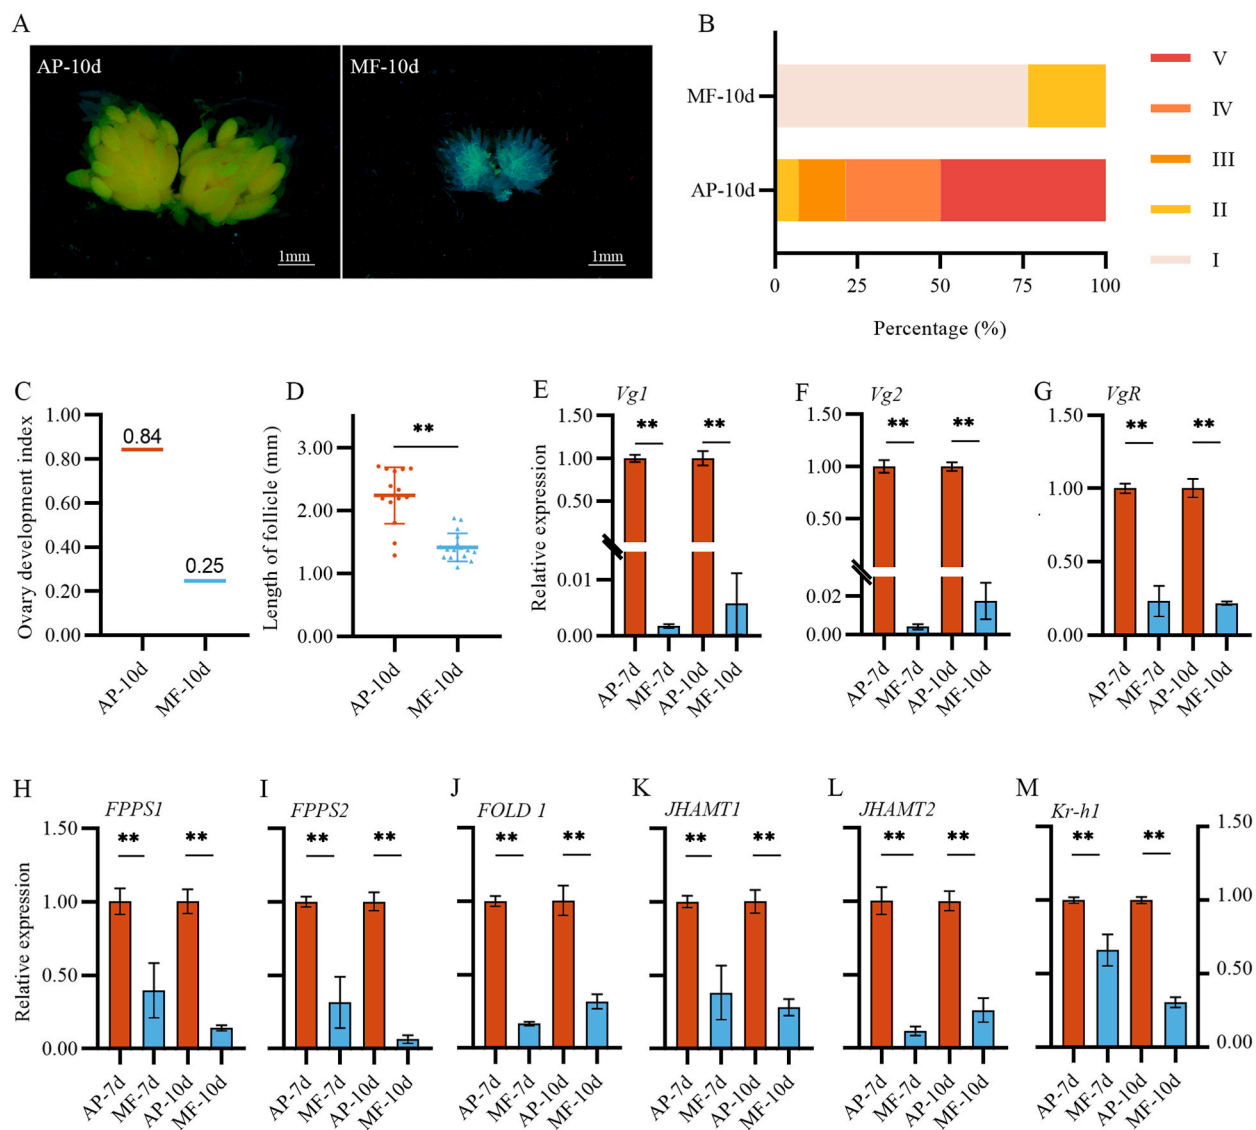 A
AP-10d
1mm
MF-10d
1mm
B
MF-10d
AP-10d
0
25
50
75
100
Percentage (%)
V
IV
III
II
I
C
Ovary development index
1.00
0.80
0.60
0.40
0.20
0.00
0.84
0.25
AP-10d
MF-10d
D
Length of follicle (mm)
3.00
2.00
1.00
0.00
**
AP-10d
MF-10d
E
Vg1
Relative expression
1.50
1.00
0.50
0.01
0.00
** **
AP-7d
MF-7d
AP-10d
MF-10d
F
Vg2
1.50
1.00
0.50
0.02
0.00
** **
AP-7d
MF-7d
AP-10d
MF-10d
G
VgR
1.50
1.00
0.50
0.00
** **
AP-7d
MF-7d
AP-10d
MF-10d
H
FPPS1
Relative expression
1.50
1.00
0.50
0.00
** **
AP-7d
MF-7d
AP-10d
MF-10d
I
FPPS2
** **
AP-7d
MF-7d
AP-10d
MF-10d
J
FOLD 1
** **
AP-7d
MF-7d
AP-10d
MF-10d
K
JHAMT1
** **
AP-7d
MF-7d
AP-10d
MF-10d
L
JHAMT2
** **
AP-7d
MF-7d
AP-10d
MF-10d
M
Kr-h1
** **
1.50
1.00
0.50
0.00
AP-7d
MF-7d
AP-10d
MF-10d